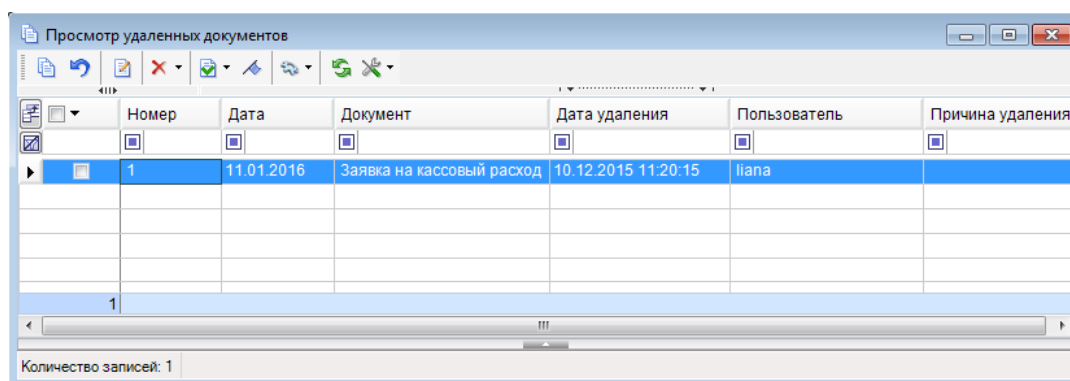 Просмотр удаленных документов
Номер Дата Документ Дата удаления Пользователь Причина удаления
1 11.01.2016 Заявка на кассовый расход 10.12.2015 11:20:15 liana
1
Количество записей: 1